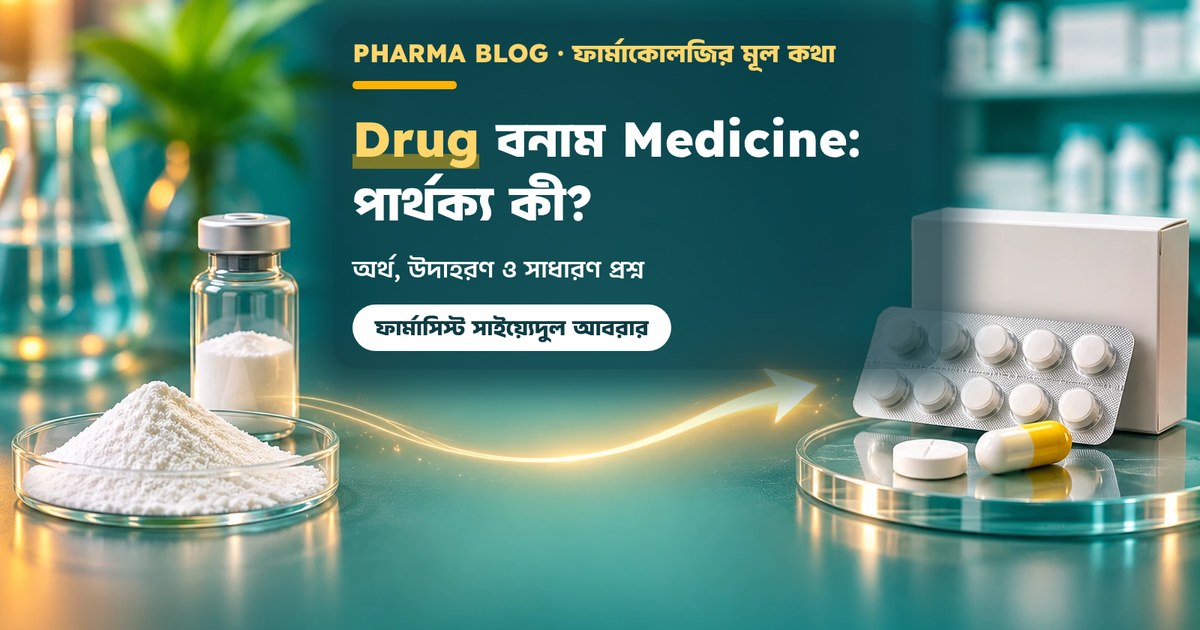 PHARMA BLOG · ফার্মাকোলজির মূল কথা
Drug বনাম Medicine:
পার্থক্য কী?
অর্থ, উদাহরণ ও সাধারণ প্রশ্ন
ফার্মাসিস্ট সাইয়্যেদুল আবরার